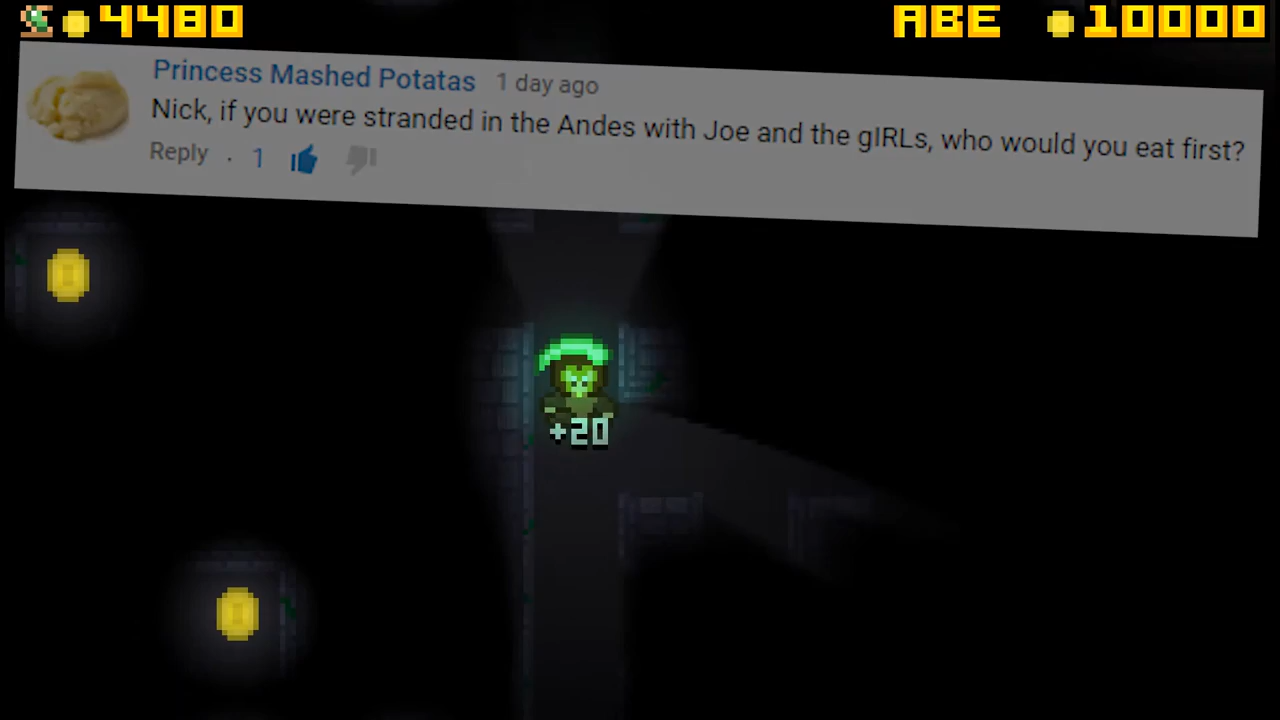 4480
ABE 10000
Princess Mashed Potatas 1 day ago
Nick, if you were stranded in the Andes with Joe and the gIRLs, who would you eat first?
Reply . 1
+20